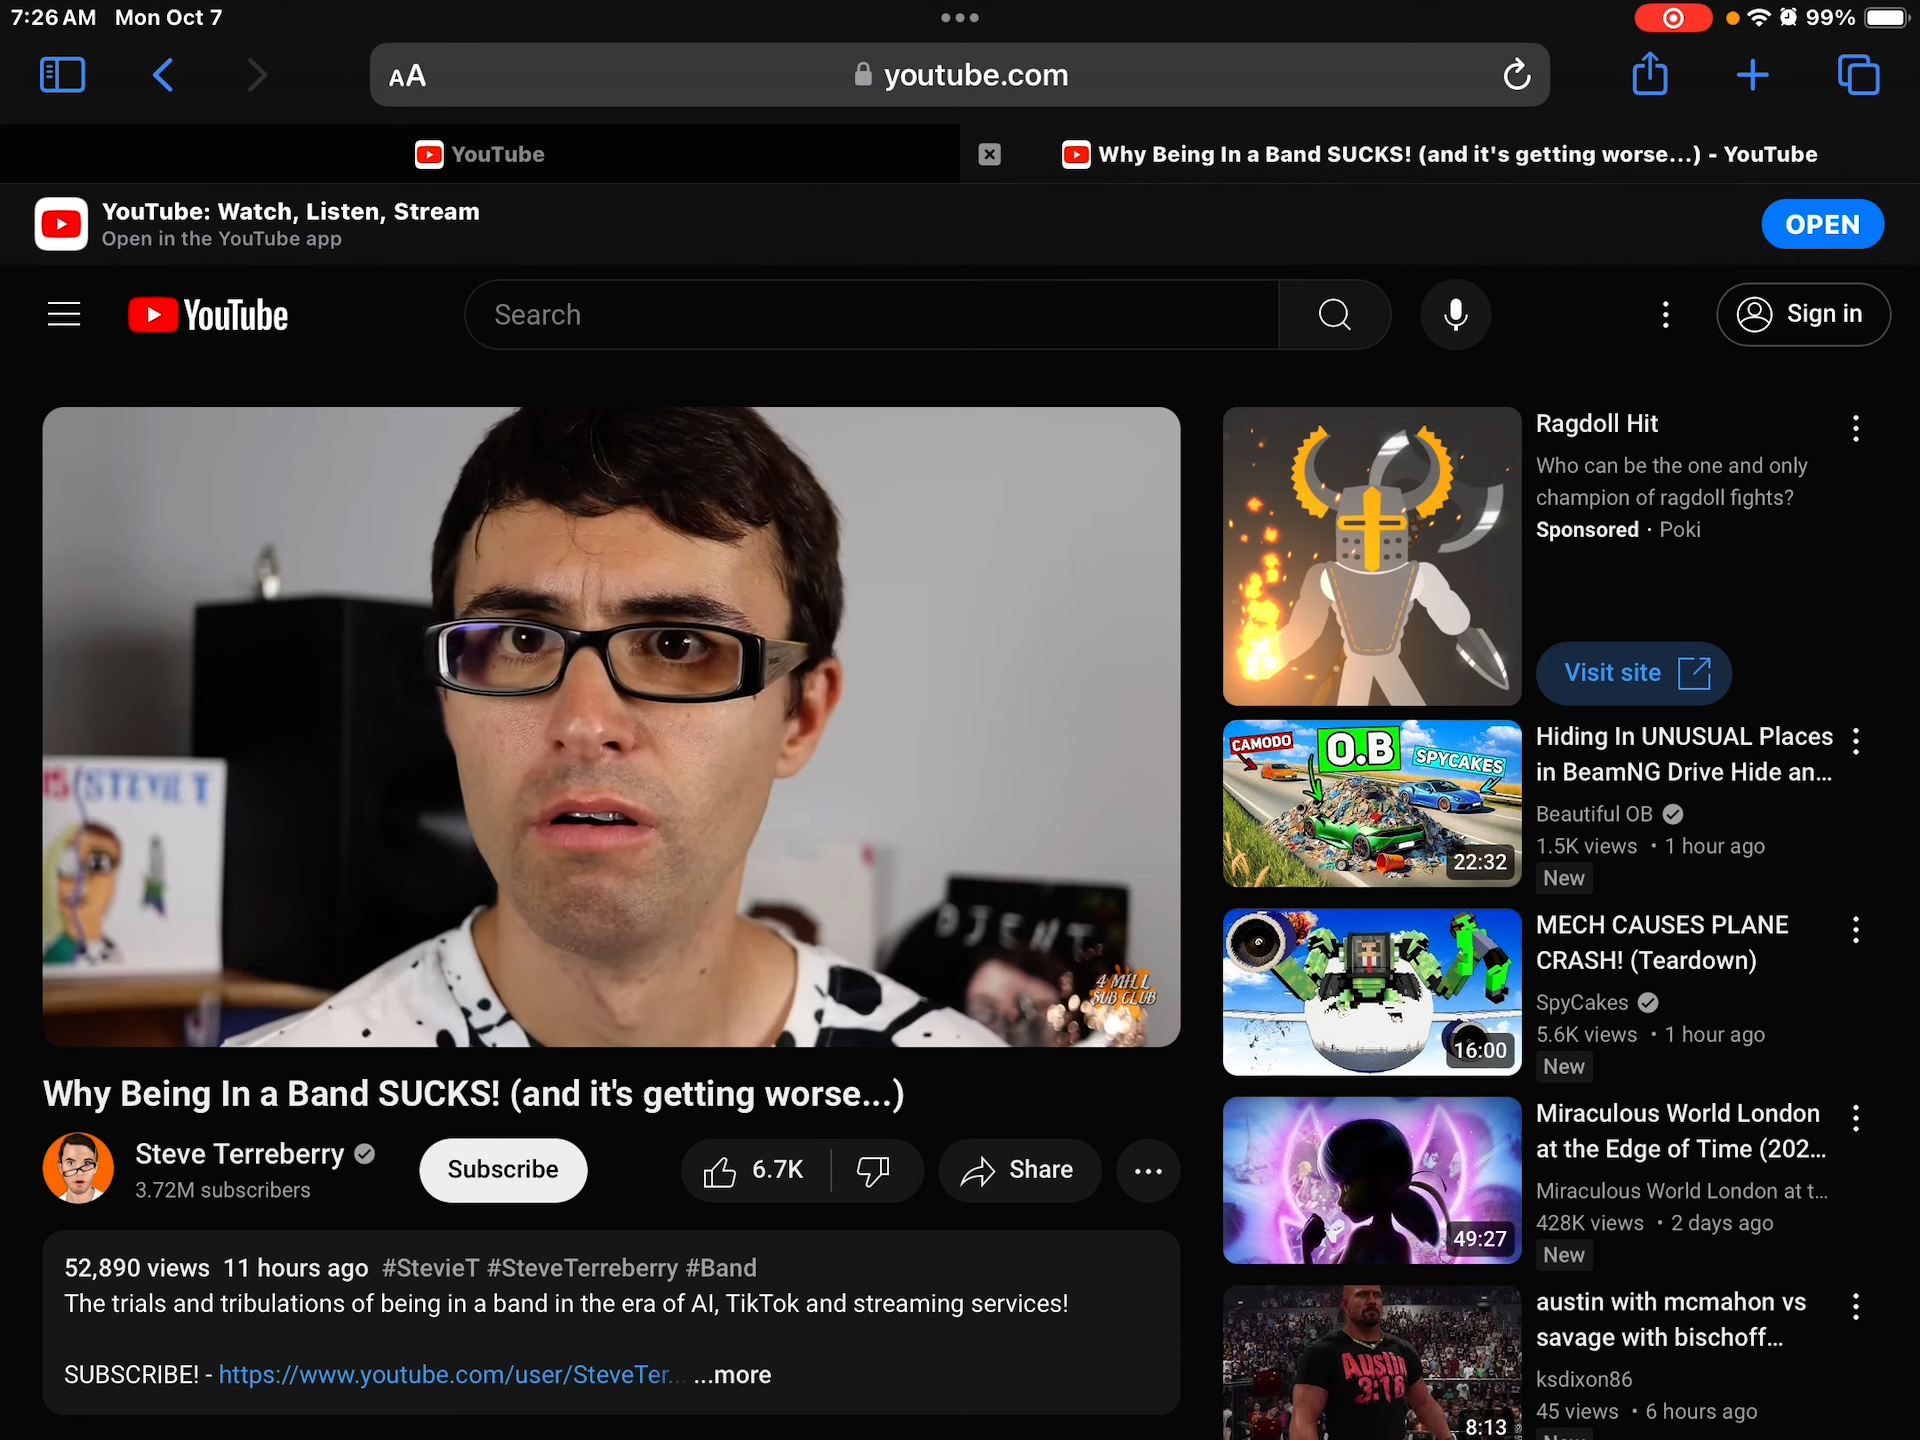 7:26 AM Mon Oct 7
99%
AA
youtube.com
YouTube
Why Being In a Band SUCKS! (and it's getting worse...) - YouTube
YouTube: Watch, Listen, Stream
Open in the YouTube app
OPEN
YouTube
Search
Sign in
STEVIE T
DJENT
4 MILL
SUB CLUB
Why Being In a Band SUCKS! (and it's getting worse...)
Steve Terreberry
3.72M subscribers
Subscribe
6.7K
Share
52,890 views 11 hours ago #StevieT #SteveTerreberry #Band
The trials and tribulations of being in a band in the era of AI, TikTok and streaming services!
SUBSCRIBE! - https://www.youtube.com/user/SteveTer... ...more
Ragdoll Hit
Who can be the one and only
champion of ragdoll fights?
Sponsored · Poki
Visit site
CAMODO
O.B
SPYCAKES
22:32
Hiding In UNUSUAL Places
in BeamNG Drive Hide an...
Beautiful OB
1.5K views • 1 hour ago
New
16:00
MECH CAUSES PLANE
CRASH! (Teardown)
SpyCakes
5.6K views • 1 hour ago
New
49:27
Miraculous World London
at the Edge of Time (202...
Miraculous World London at t...
428K views • 2 days ago
New
AUSTIN
3:16
8:13
austin with mcmahon vs
savage with bischoff...
ksdixon86
45 views • 6 hours ago